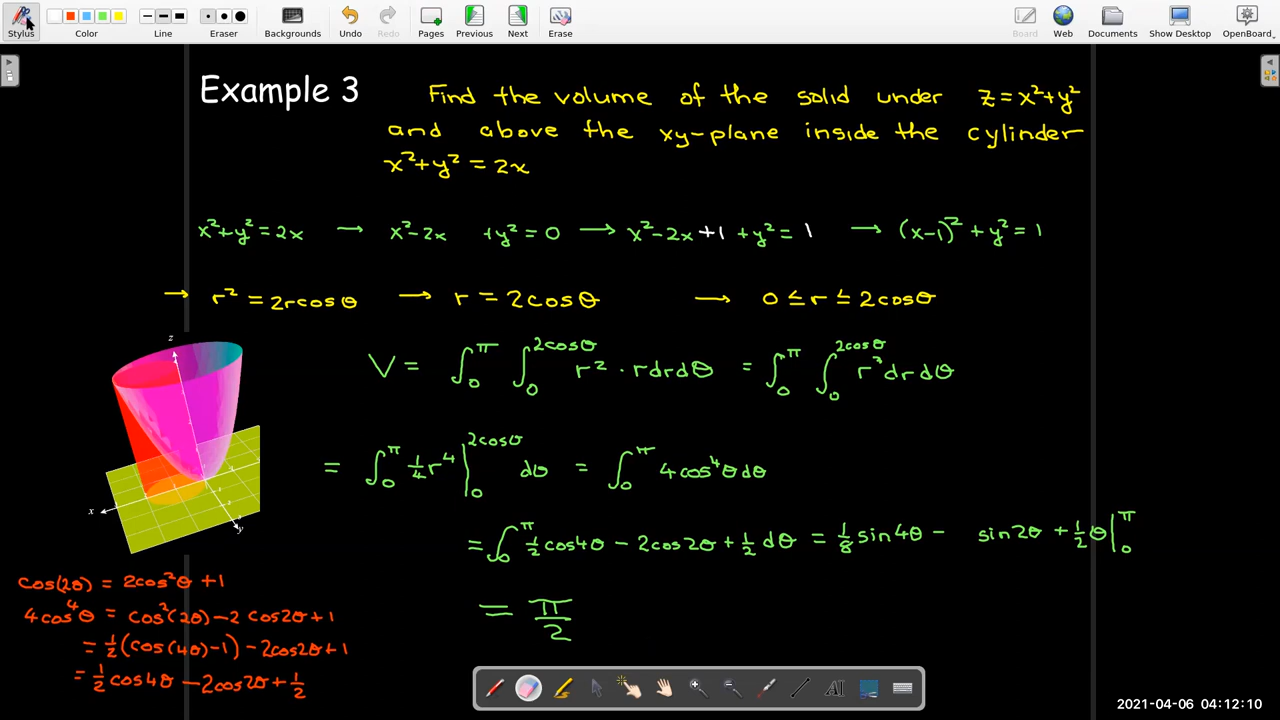 Stylus Color Line Eraser Backgrounds Undo Redo Pages Previous Next Erase Board Web Documents Show Desktop OpenBoard
Example 3 Find the volume of the solid under z = x²+y²
and above the xy-plane inside the cylinder
x²+y² = 2x
x²+y² = 2x → x²-2x +y² = 0 → x²-2x+1 +y² = 1 → (x-1)² + y² = 1
→ r² = 2rcosθ → r = 2cosθ → 0 ≤ r ≤ 2cosθ
V = ∫₀^π ∫₀^2cosθ r² · rdrdθ = ∫₀^π ∫₀^2cosθ r³ dr dθ
= ∫₀^π ¼r⁴ |₀^2cosθ dθ = ∫₀^π 4cos⁴θdθ
= ∫₀^π ½cos4θ - 2cos2θ + ½ dθ = ⅛sin4θ - sin2θ + ½θ |₀^π
= π/2
z
x
y
cos(2θ) = 2cos²θ +1
4cos⁴θ = cos²(2θ) -2 cos2θ +1
= ½(cos(4θ)-1) - 2cos2θ+1
= ½cos4θ - 2cos2θ + ½
2021-04-06 04:12:10